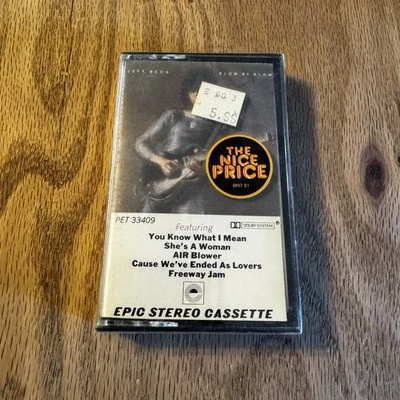 JEFF BECK BLOW BY BLOW
5.99
THE
NICE
PRICE
PET 33409
Featuring
DOLBY SYSTEM
You Know What I Mean
She's A Woman
AIR Blower
Cause We've Ended As Lovers
Freeway Jam
EPIC STEREO CASSETTE